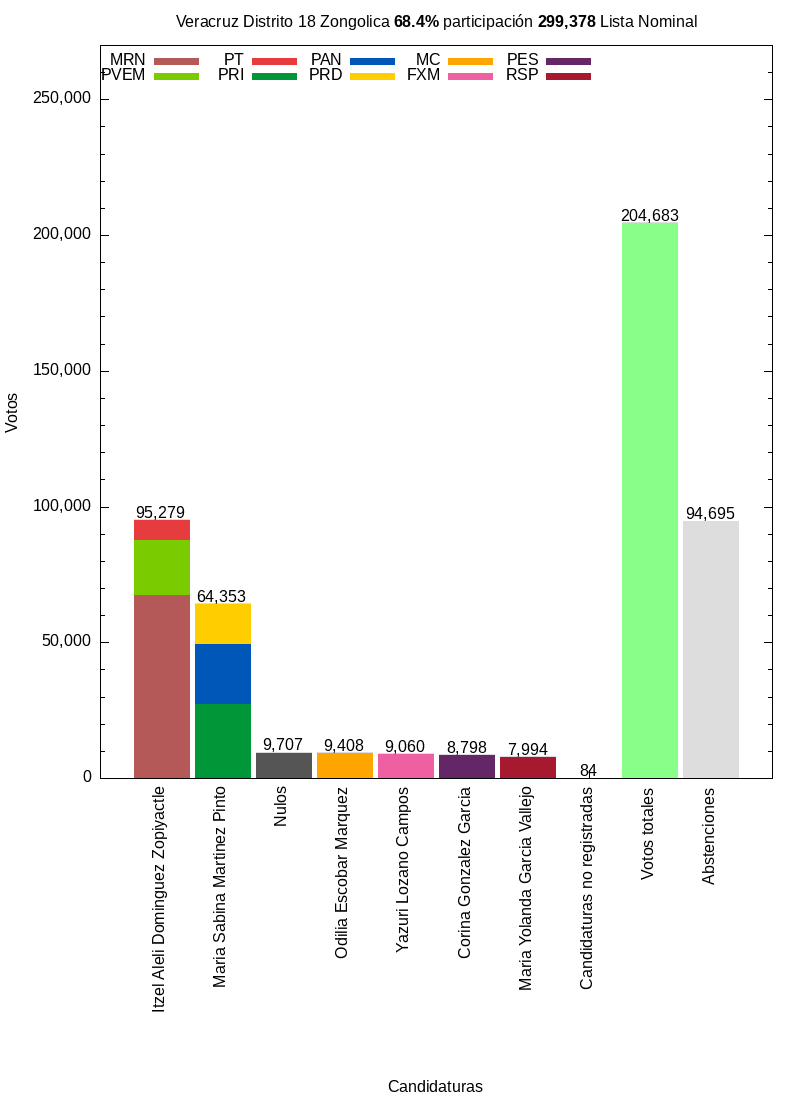 Veracruz Distrito 18 Zongolica 68.4% participación 299,378 Lista Nominal
MRN PT PAN MC PES
PVEM PRI PRD FXM RSP
250,000
200,000
150,000
100,000
50,000
0
Votos
95,279
64,353
9,707
9,408
9,060
8,798
7,994
84
204,683
94,695
Itzel Aleli Dominguez Zopiyactle
Maria Sabina Martinez Pinto
Nulos
Odilia Escobar Marquez
Yazuri Lozano Campos
Corina Gonzalez Garcia
Maria Yolanda Garcia Vallejo
Candidaturas no registradas
Votos totales
Abstenciones
Candidaturas